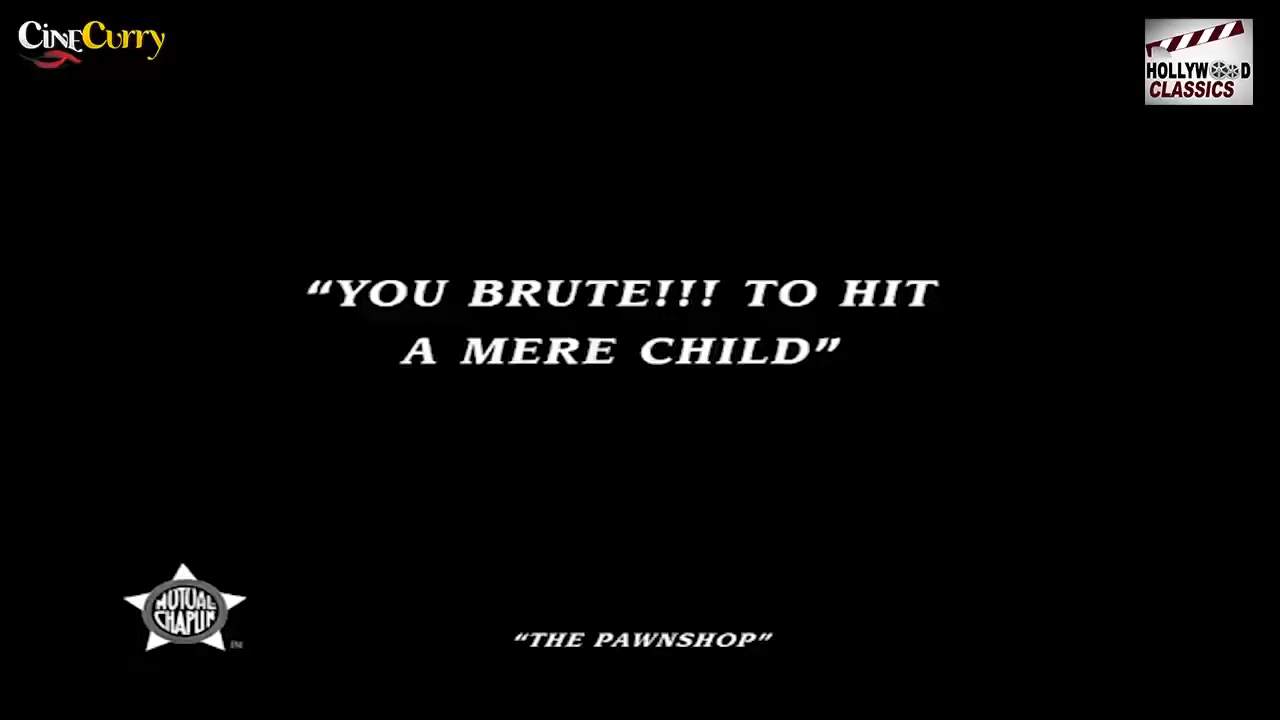 CineCurry
HOLLYWOOD
CLASSICS
“YOU BRUTE!!! TO HIT
A MERE CHILD”
MUTUAL
CHAPLIN
“THE PAWNSHOP”